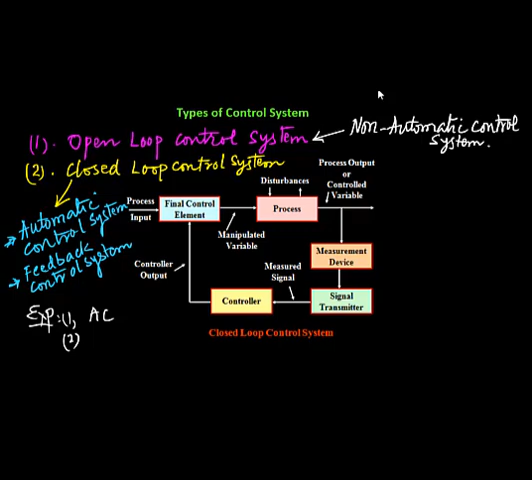 Types of Control System
(1). Open Loop control System
Non-Automatic control
System.
(2). Closed Loop control System
Automatic
control System
Feedback
control System
Exp:(1) AC
(2)
Process
Input
Final Control
Element
Manipulated
Variable
Disturbances
Process
Process Output
or
Controlled
Variable
Measurement
Device
Signal
Transmitter
Measured
Signal
Controller
Controller
Output
Closed Loop Control System